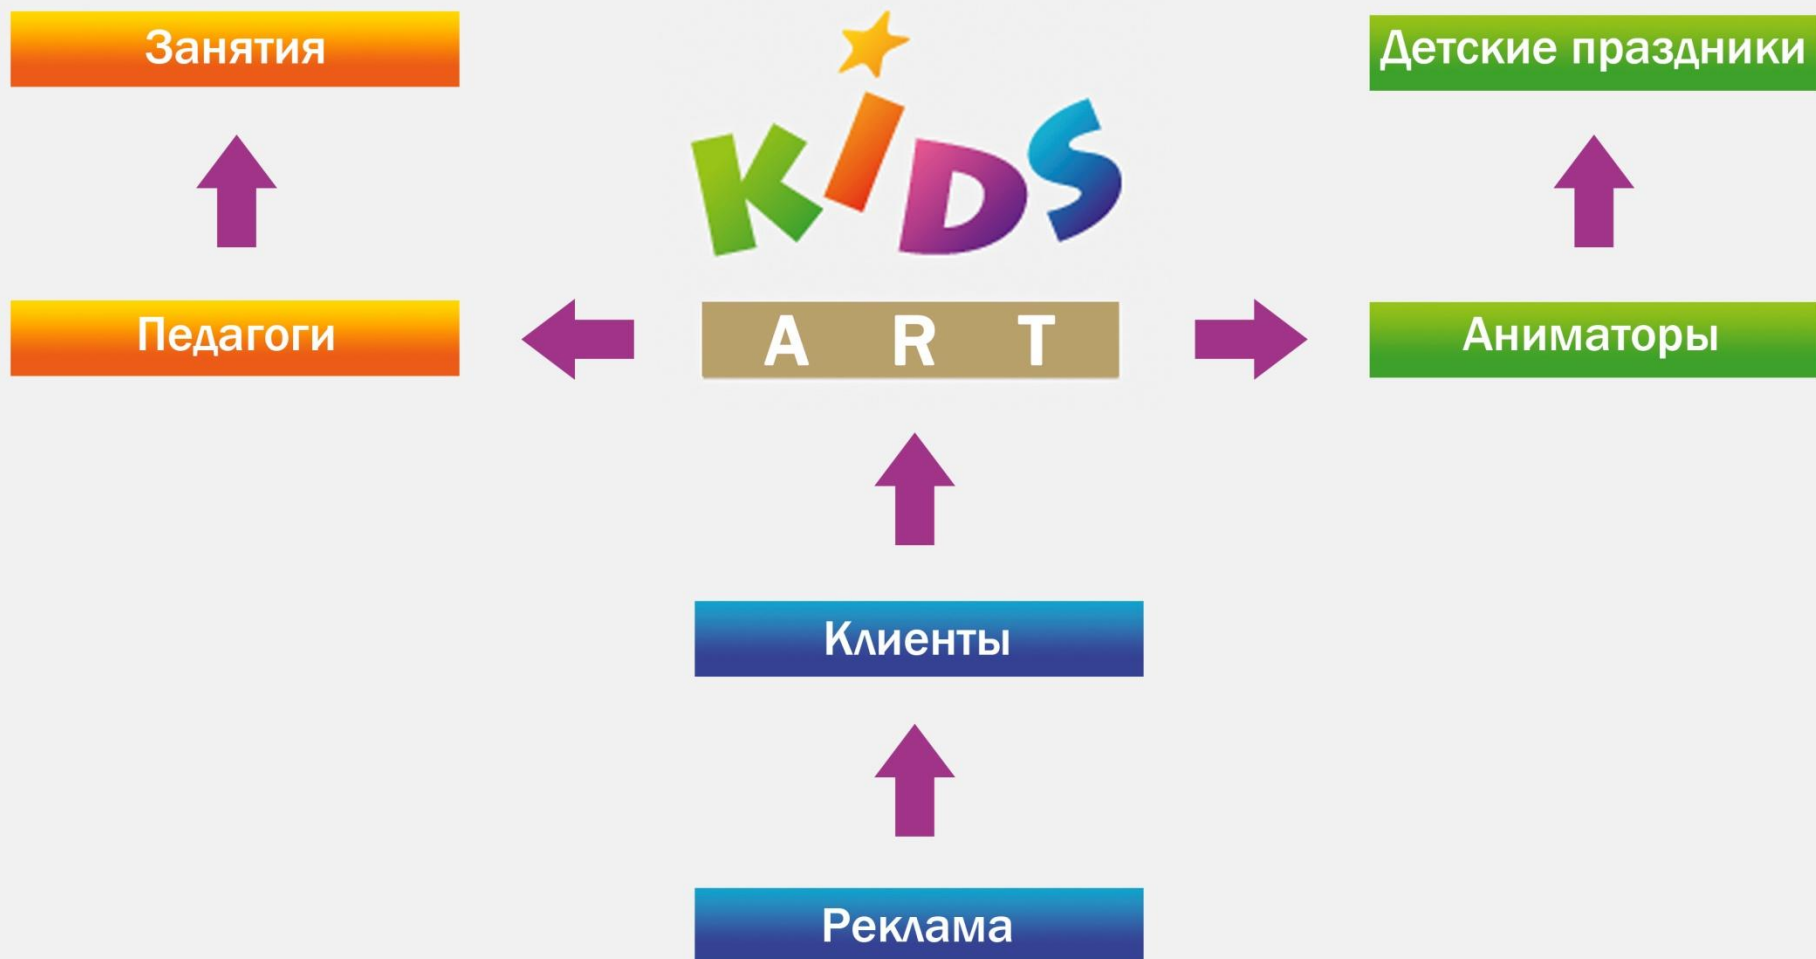 Занятия
KIDS
Детские праздники
Педагоги
A R T
Аниматоры
Клиенты
Реклама